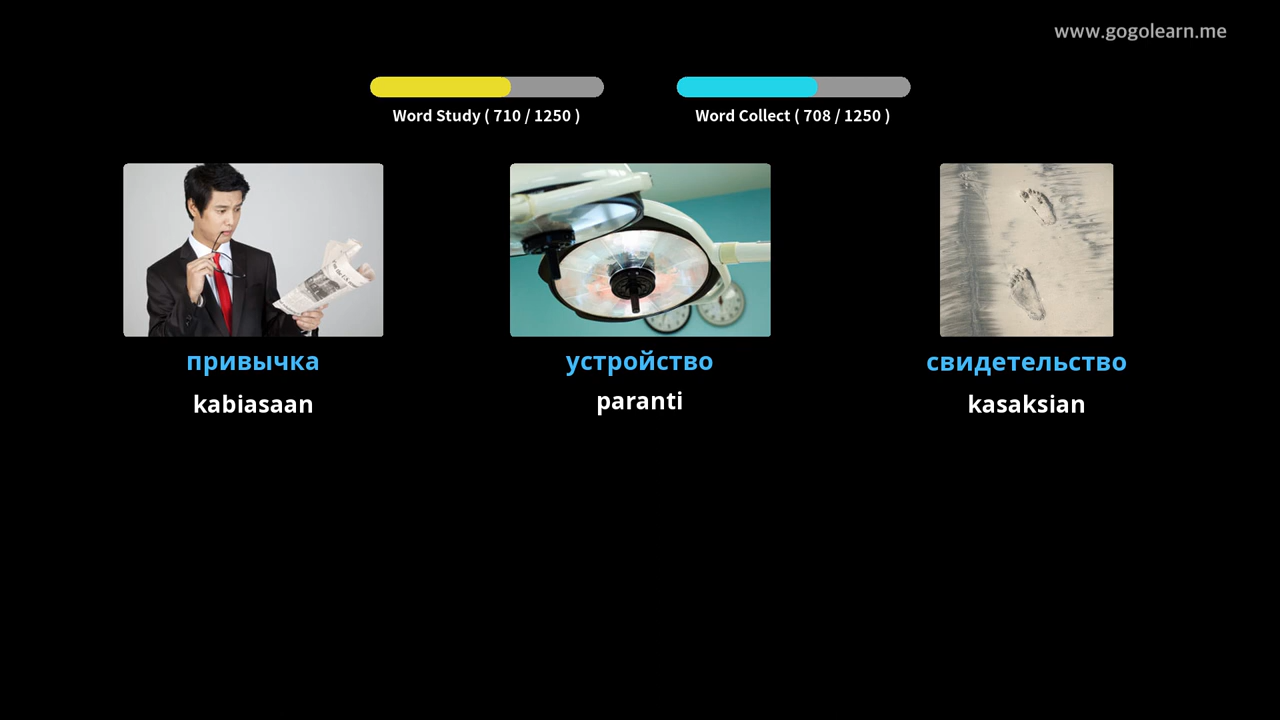 www.gogolearn.me
Word Study ( 710 / 1250 )
Word Collect ( 708 / 1250 )
привычка
устройство
свидетельство
kabiasaan
paranti
kasaksian